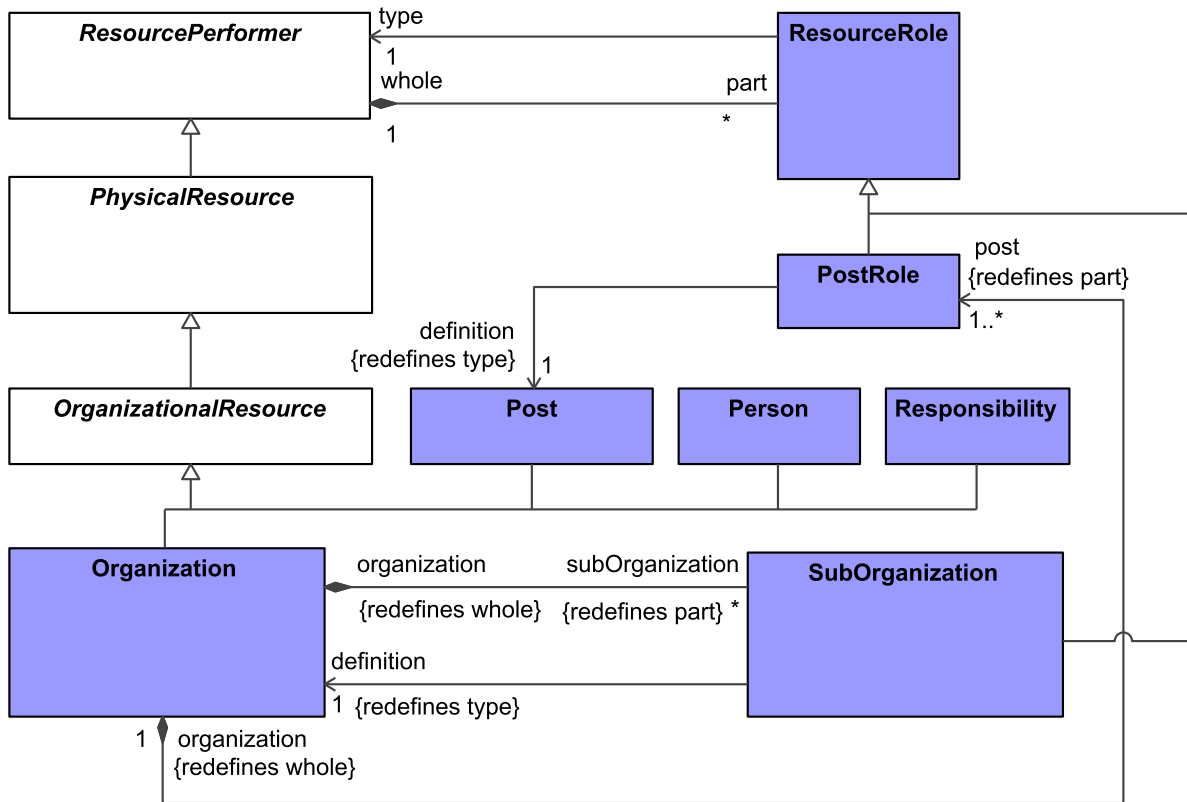 ResourcePerformer
type
1
whole
1
part
*
ResourceRole
PhysicalResource
PostRole
post
{redefines part}
1..*
definition
{redefines type}
1
OrganizationalResource
Post
Person
Responsibility
Organization
organization
{redefines whole}
subOrganization
{redefines part}
*
SubOrganization
definition
1
{redefines type}
1
organization
{redefines whole}